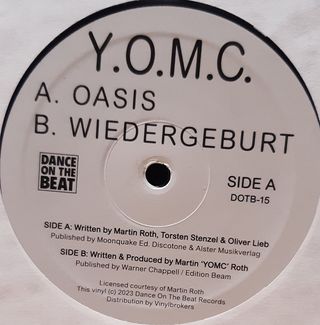 Y.O.M.C.
A. OASIS
B. WIEDERGEBURT
DANCE
ON THE
BEAT
SIDE A
DOTB-15
SIDE A: Written by Martin Roth, Torsten Stenzel & Oliver Lieb
Published by Moonquake Ed. Discotone & Alster Musikverlag
SIDE B: Written & Produced by Martin 'YOMC' Roth
Published by Warner Chappell / Edition Beam
Licensed courtesy of Martin Roth
This vinyl (c) 2023 Dance On The Beat Records
Distribution by Vinylbrokers